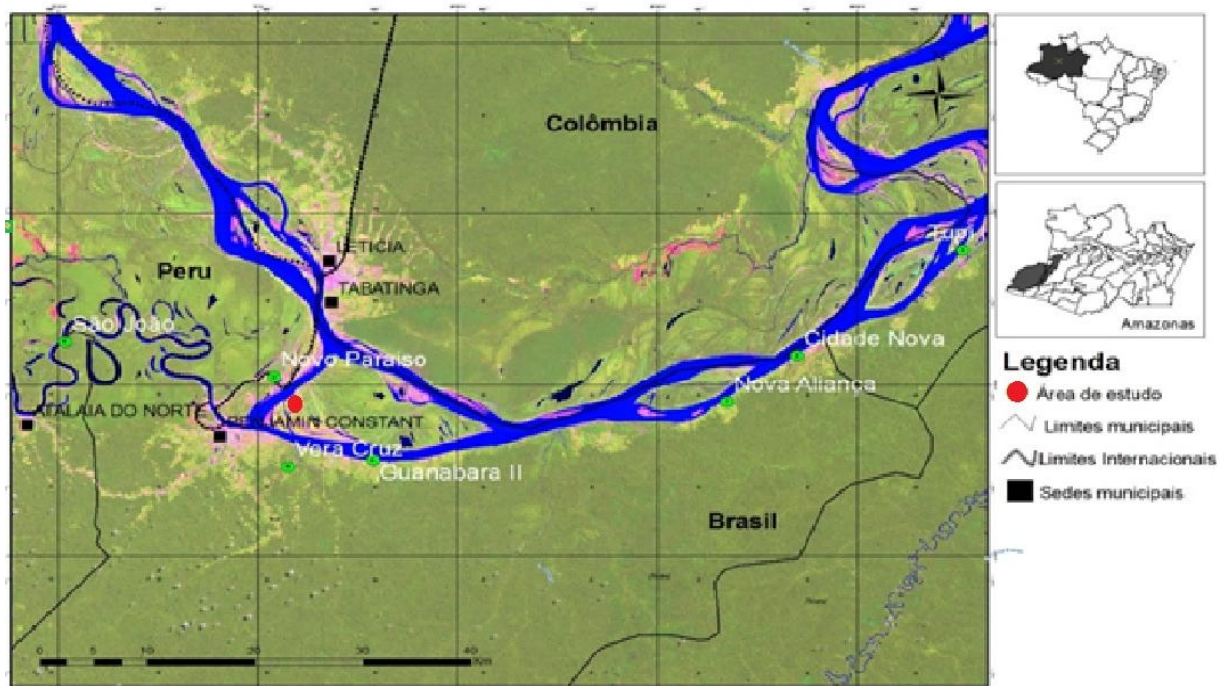 Colômbia
LETICIA
Peru
TABATINGA
São João
Novo Paraiso
Cidade Nova
Nova Aliança
ATALAIA DO NORTE
BENJAMIN CONSTANT
Vera Cruz
Guanabara II
Brasil
0 5 10 20 30 40
Km
Amazonas
Legenda
Área de estudo
Limites municipais
Limites Internacionais
Sedes municipais